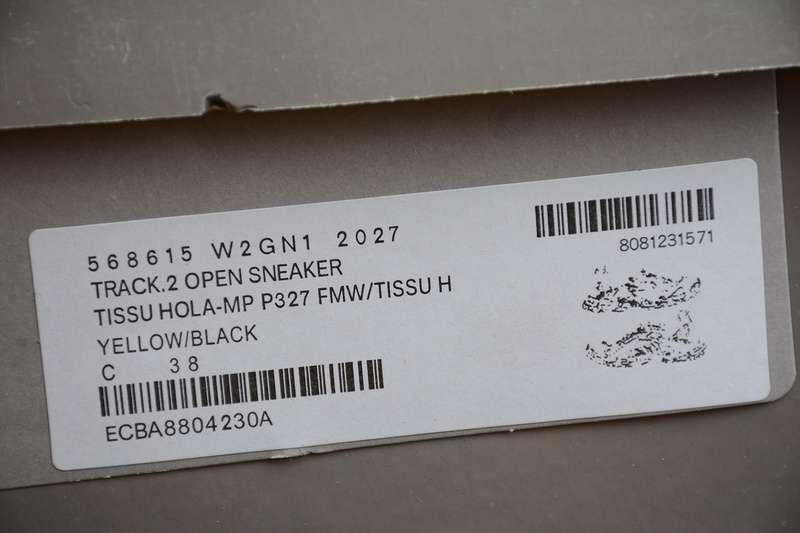 568615 W2GN1 2027
8081231571
TRACK.2 OPEN SNEAKER
TISSU HOLA-MP P327 FMW/TISSU H
YELLOW/BLACK
C 38
ECBA8804230A